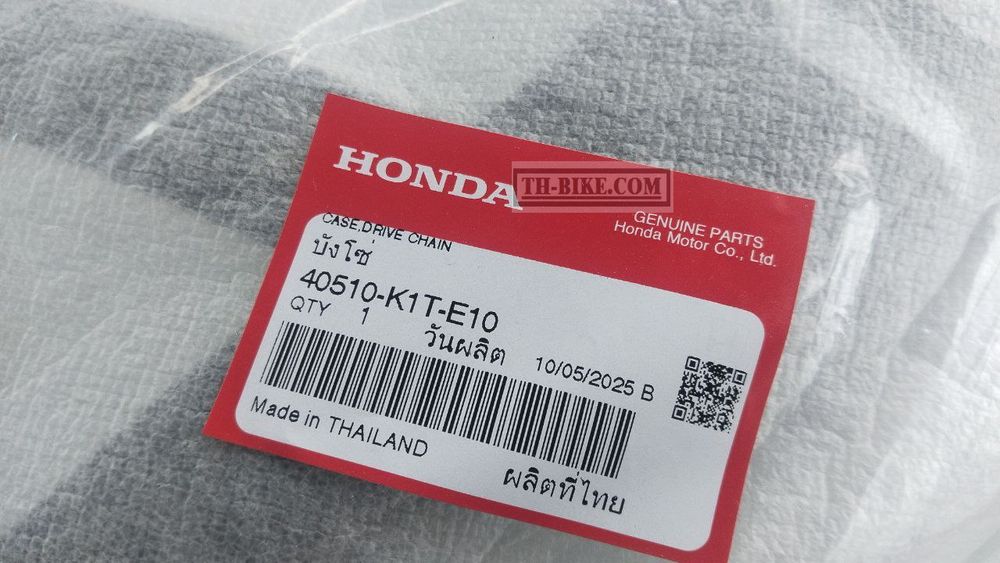 HONDA
TH-BIKE.COM
GENUINE PARTS
Honda Motor Co., Ltd.
CASE,DRIVE CHAIN
บังโซ่
40510-K1T-E10
QTY 1
วันผลิต 10/05/2025 B
Made in THAILAND
ผลิตที่ไทย